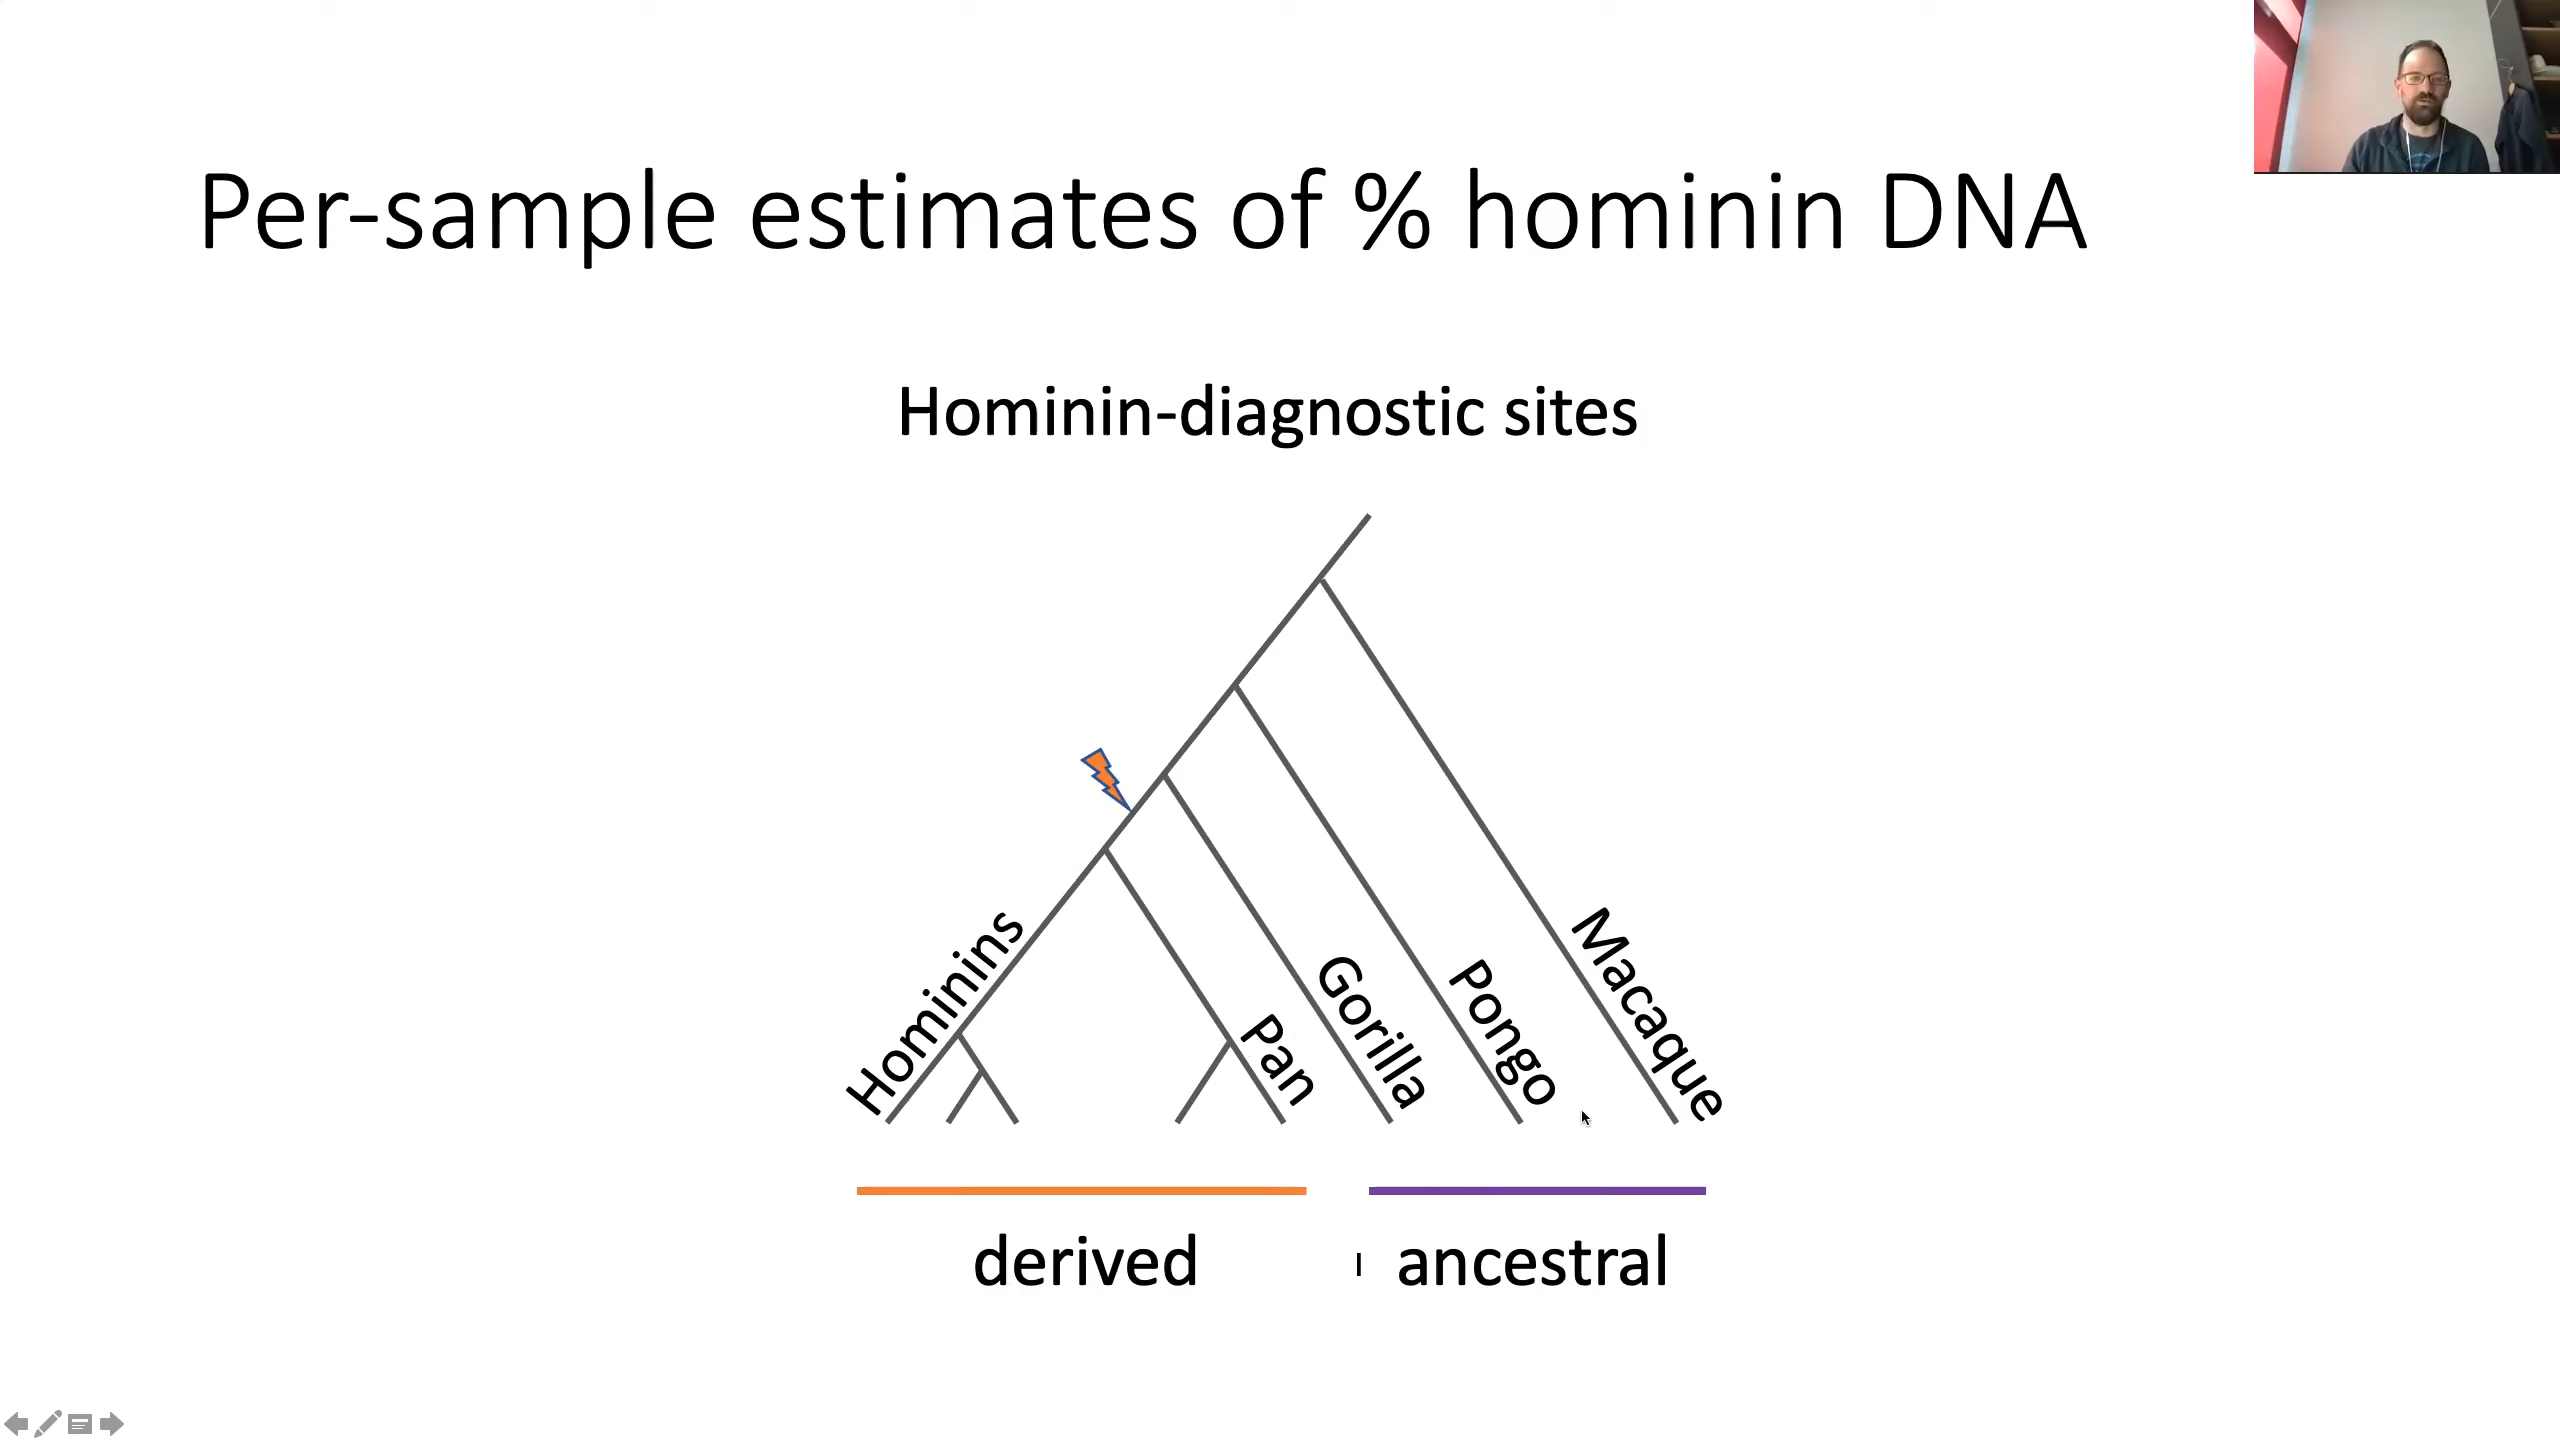 Per-sample estimates of % hominin DNA
Hominin-diagnostic sites
Hominins
Pan
Gorilla
Pongo
Macaque
derived
ancestral